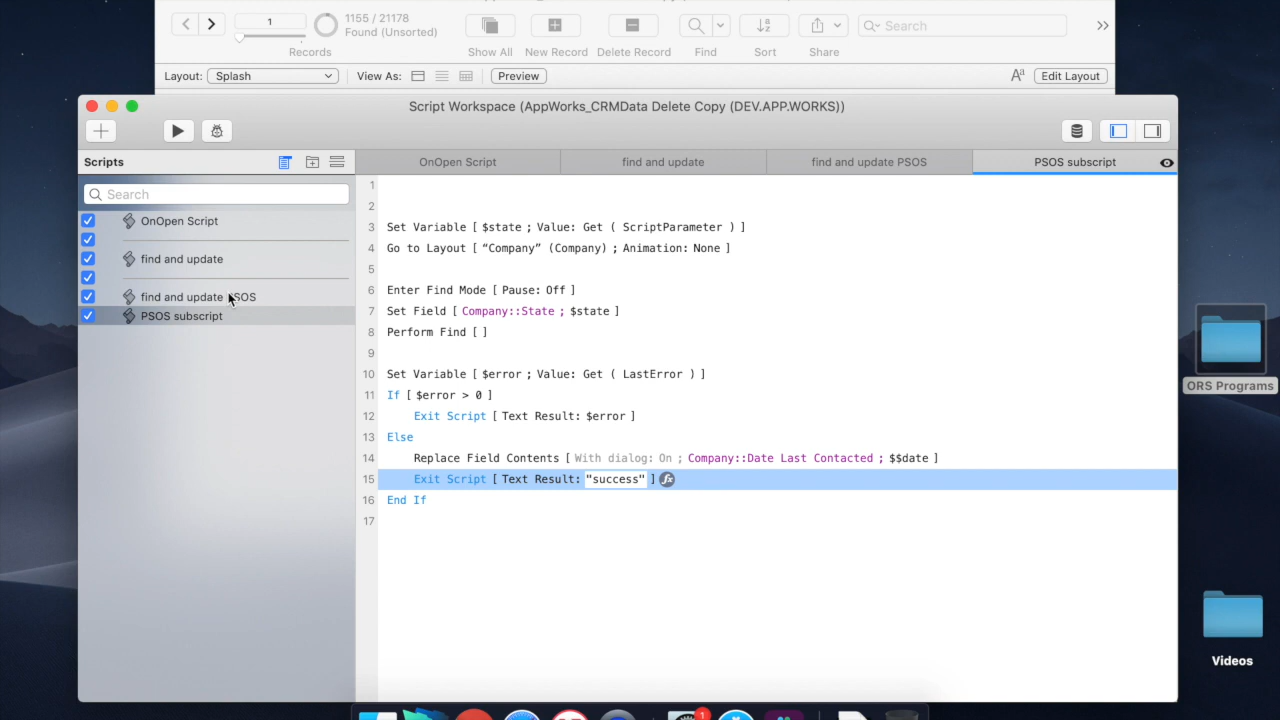 1
1155 / 21178
Found (Unsorted)
Search
Records
Show All
New Record
Delete Record
Find
Sort
Share
Layout:
Splash
View As:
Preview
Aa
Edit Layout
Script Workspace (AppWorks_CRMData Delete Copy (DEV.APP.WORKS))
Scripts
OnOpen Script
find and update
find and update PSOS
PSOS subscript
Search
OnOpen Script
find and update
find and update PSOS
PSOS subscript
1
2
3 Set Variable [ $state ; Value: Get ( ScriptParameter ) ]
4 Go to Layout [ “Company” (Company) ; Animation: None ]
5
6 Enter Find Mode [ Pause: Off ]
7 Set Field [ Company::State ; $state ]
8 Perform Find [ ]
9
10 Set Variable [ $error ; Value: Get ( LastError ) ]
11 If [ $error > 0 ]
12 Exit Script [ Text Result: $error ]
13 Else
14 Replace Field Contents [ With dialog: On ; Company::Date Last Contacted ; $$date ]
15 Exit Script [ Text Result: "success" ] fx
16 End If
17
ORS Programs
Videos
1